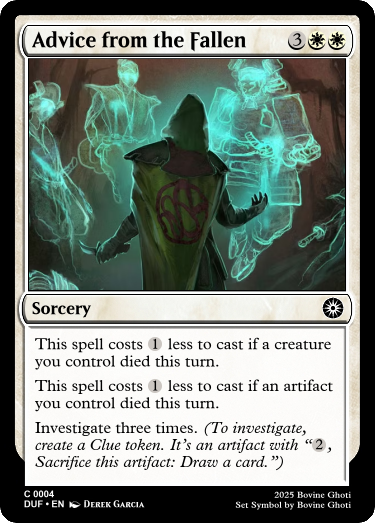 Advice from the Fallen 3
Sorcery
This spell costs 1 less to cast if a creature
you control died this turn.
This spell costs 1 less to cast if an artifact
you control died this turn.
Investigate three times. (To investigate,
create a Clue token. It's an artifact with “2,
Sacrifice this artifact: Draw a card.”)
C 0004
DUF • EN Derek Garcia
2025 Bovine Ghoti
Set Symbol by Bovine Ghoti